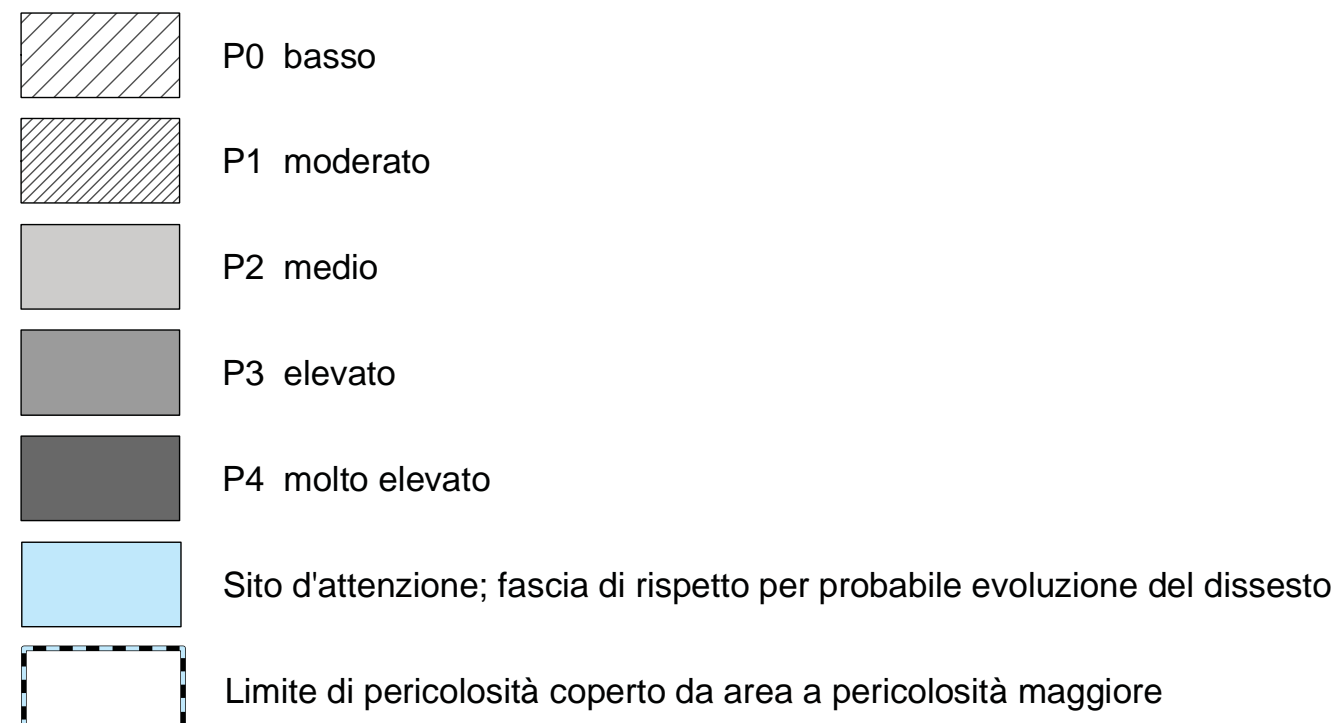 P0 basso
P1 moderato
P2 medio
P3 elevato
P4 molto elevato
Sito d'attenzione; fascia di rispetto per probabile evoluzione del dissesto
Limite di pericolosità coperto da area a pericolosità maggiore